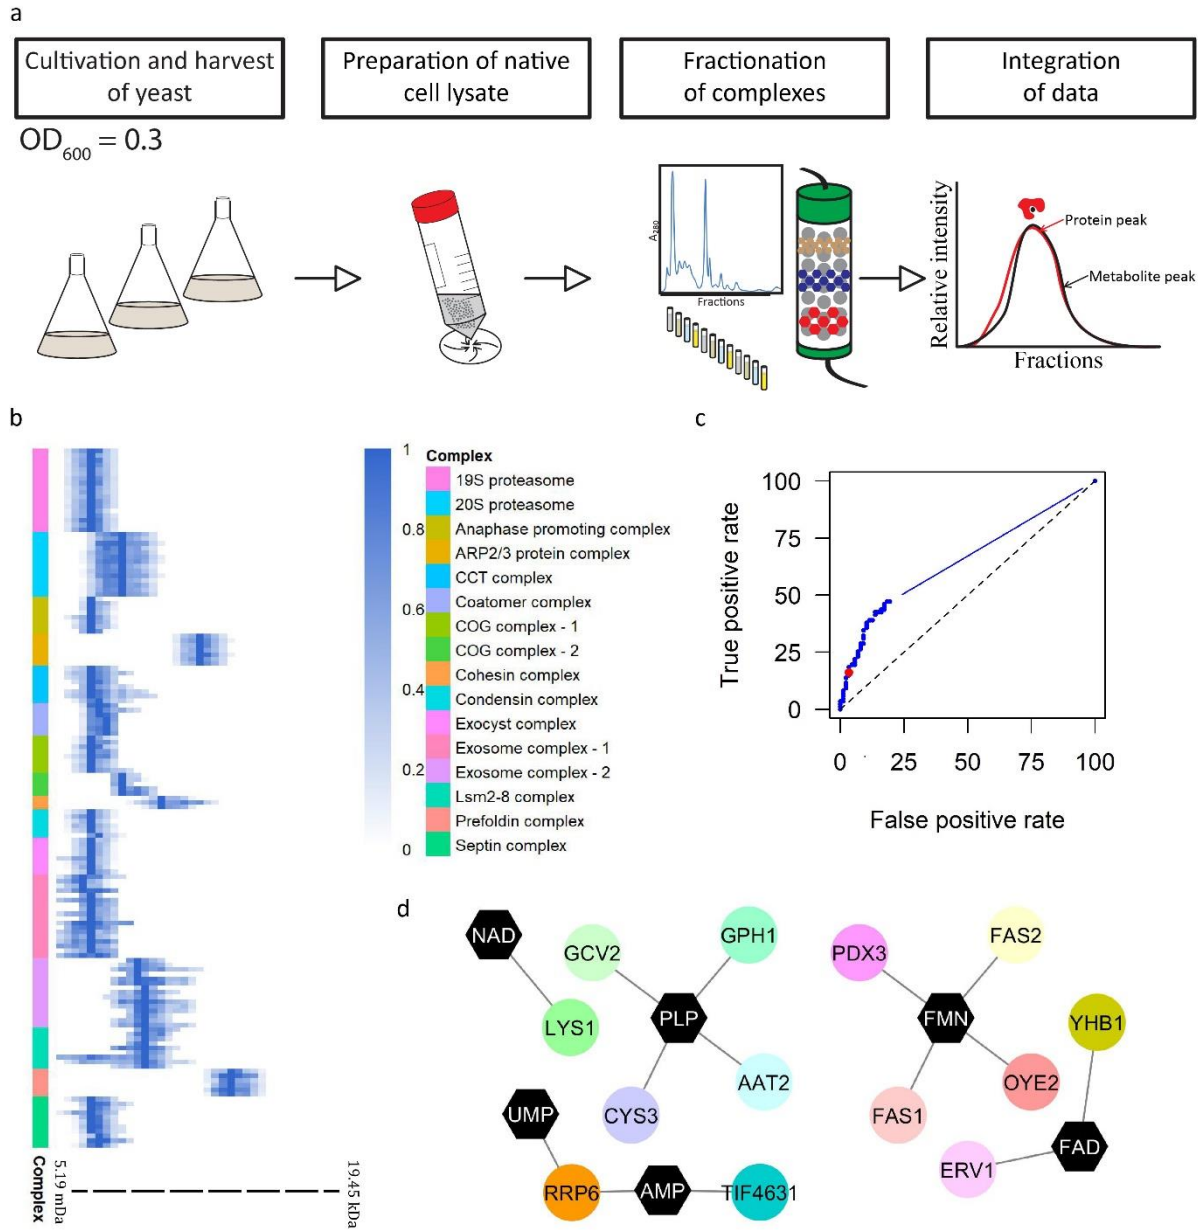 a
Cultivation and harvest
of yeast
Preparation of native
cell lysate
Fractionation
of complexes
Integration
of data
OD600 = 0.3
A280
Fractions
Relative intensity
Protein peak
Metabolite peak
Fractions
b
1
0.8
0.6
0.4
0.2
0
Complex
19S proteasome
20S proteasome
Anaphase promoting complex
ARP2/3 protein complex
CCT complex
Coatomer complex
COG complex - 1
COG complex - 2
Cohesin complex
Condensin complex
Exocyst complex
Exosome complex - 1
Exosome complex - 2
Lsm2-8 complex
Prefoldin complex
Septin complex
Complex
5.19 mDa
19.45 kDa
c
True positive rate
100
75
50
25
0
0 25 50 75 100
False positive rate
d
NAD
LYS1
GCV2
GPH1
PLP
CYS3
AAT2
UMP
RRP6
AMP
TIF4631
PDX3
FAS2
FMN
FAS1
OYE2
YHB1
ERV1
FAD